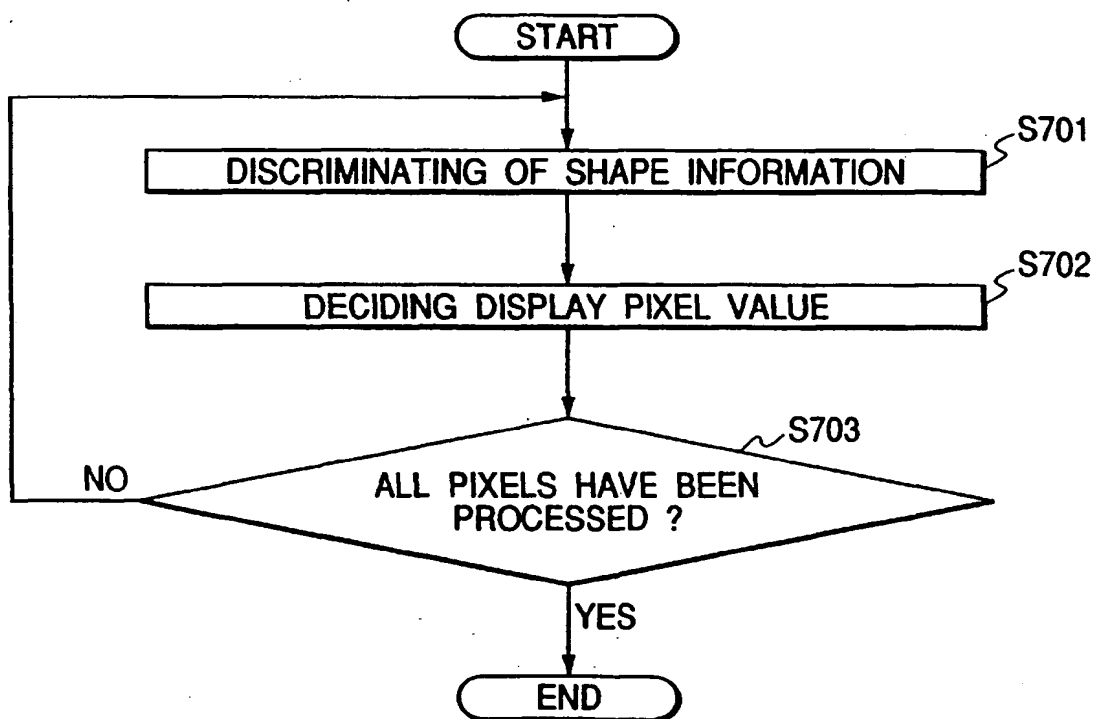 START
S701
DISCRIMINATING OF SHAPE INFORMATION
S702
DECIDING DISPLAY PIXEL VALUE
S703
NO
ALL PIXELS HAVE BEEN
PROCESSED ?
YES
END